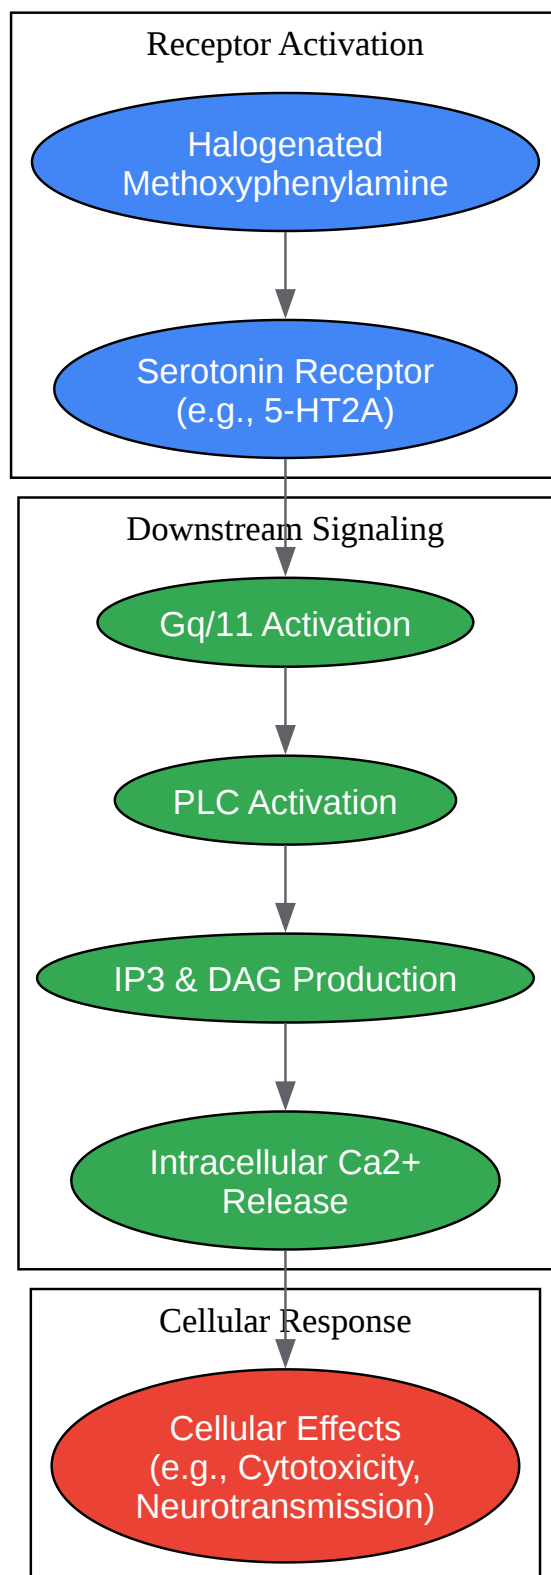 Receptor Activation
Halogenated
Methoxyphenylamine
Serotonin Receptor
(e.g., 5-HT2A)
Downstream Signaling
Gq/11 Activation
PLC Activation
IP3 & DAG Production
Intracellular Ca2+
Release
Cellular Response
Cellular Effects
(e.g., Cytotoxicity,
Neurotransmission)